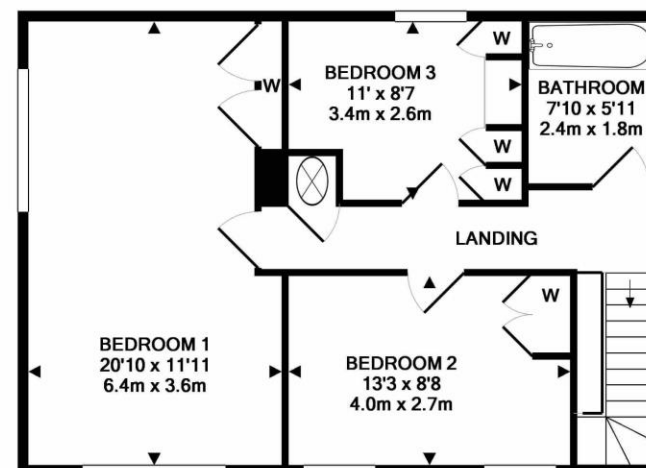 BEDROOM 3
11' x 8'7
3.4m x 2.6m
W
W
W
W
BATHROOM
7'10 x 5'11
2.4m x 1.8m
LANDING
BEDROOM 1
20'10 x 11'11
6.4m x 3.6m
BEDROOM 2
13'3 x 8'8
4.0m x 2.7m
W